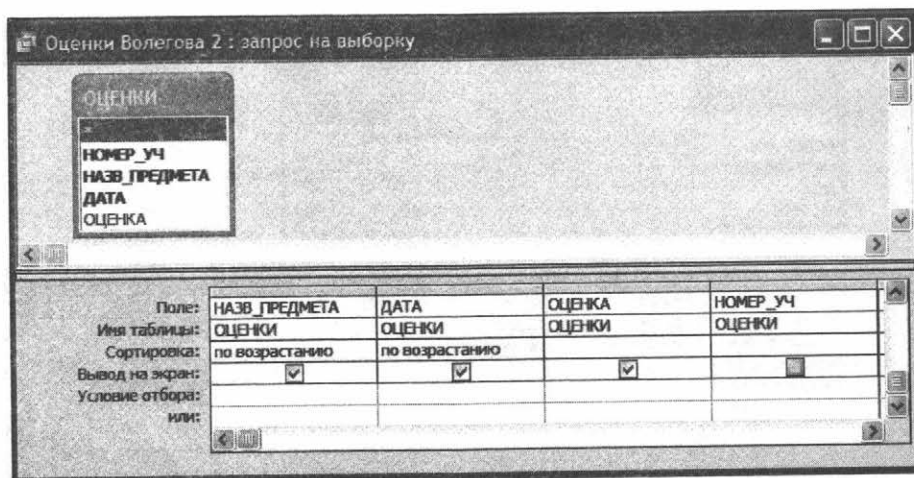 Оценки Волегова 2 : запрос на выборку
ОЦЕНКИ
*
НОМЕР_УЧ
НАЗВ_ПРЕДМЕТА
ДАТА
ОЦЕНКА
Поле: НАЗВ_ПРЕДМЕТА ДАТА ОЦЕНКА НОМЕР_УЧ
Имя таблицы: ОЦЕНКИ ОЦЕНКИ ОЦЕНКИ ОЦЕНКИ
Сортировка: по возрастанию по возрастанию
Вывод на экран:
Условие отбора:
или: